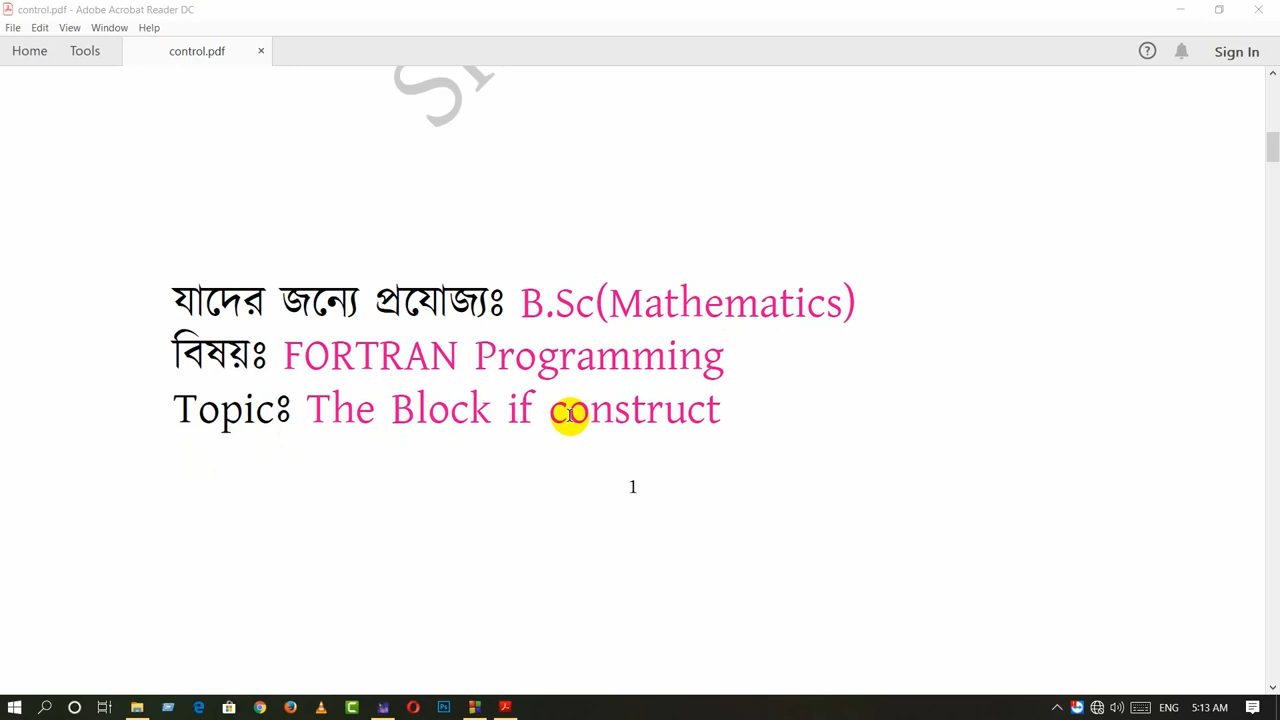 control.pdf - Adobe Acrobat Reader DC
File Edit View Window Help
Home Tools control.pdf × Sign In
যাদের জন্যে প্রযোজ্যঃ B.Sc(Mathematics)
বিষয়ঃ FORTRAN Programming
Topicঃ The Block if construct
1
ENG 5:13 AM